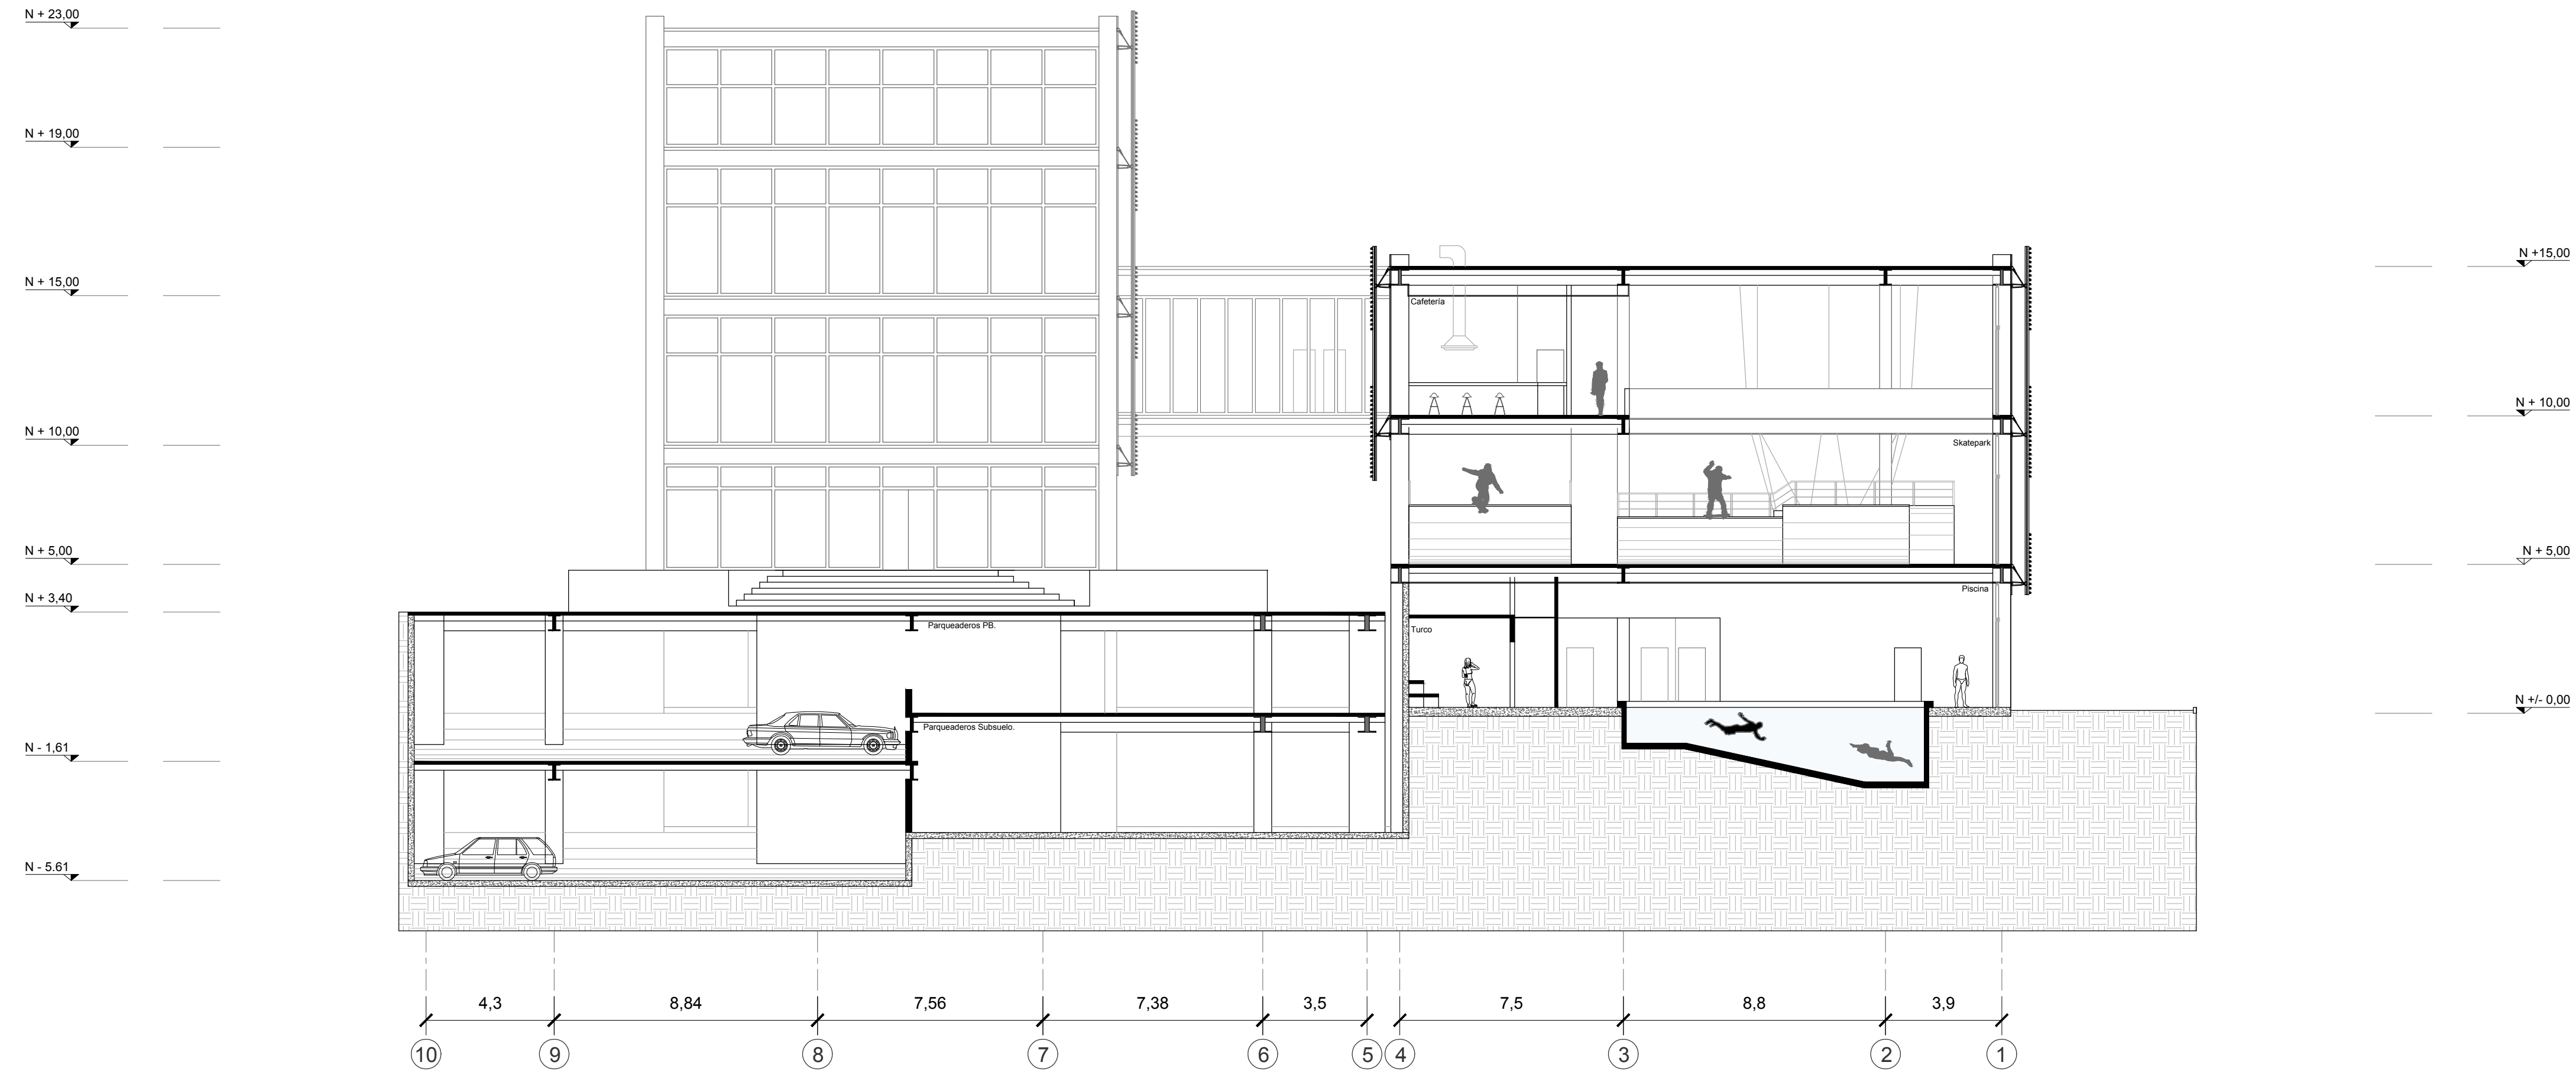 N + 23,00
N + 19,00
N + 15,00
N + 10,00
N + 5,00
N + 3,40
N - 1,61
N - 5.61
N +15,00
N + 10,00
N + 5,00
N +/- 0,00
Cafetería
Skatepark
Piscina
Turco
Parqueaderos PB.
Parqueaderos Subsuelo.
4,3 8,84 7,56 7,38 3,5 7,5 8,8 3,9
10 9 8 7 6 5 4 3 2 1